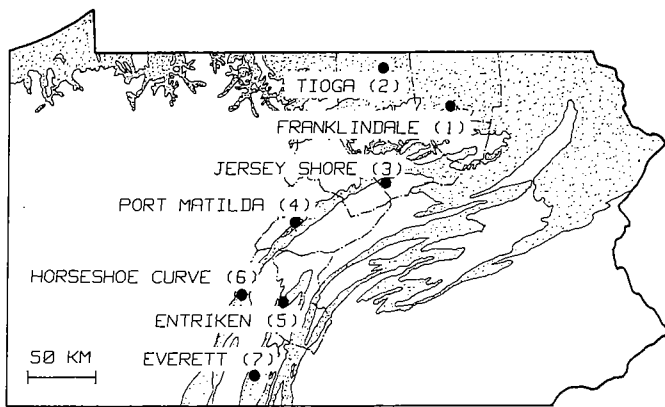 TIOGA (2)
FRANKLINDALE (1)
JERSEY SHORE (3)
PORT MATILDA (4)
HORSESHOE CURVE (6)
ENTRIKEN (5)
EVERETT (7)
50 KM